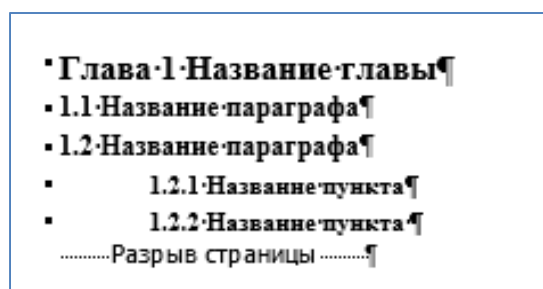 Глава·1·Название·главы¶
1.1·Название·параграфа¶
1.2·Название·параграфа¶
1.2.1·Название·пункта¶
1.2.2·Название·пункта·¶
Разрыв страницы¶